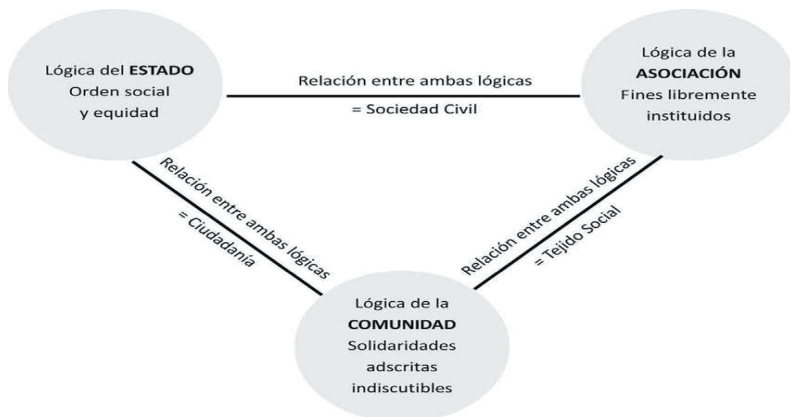 Lógica del ESTADO
Orden social
y equidad
Relación entre ambas lógicas
= Sociedad Civil
Lógica de la
ASOCIACIÓN
Fines libremente
instituidos
Relación entre ambas lógicas
= Ciudadanía
Relación entre ambas lógicas
= Tejido Social
Lógica de la
COMUNIDAD
Solidaridades
adscritas
indiscutibles